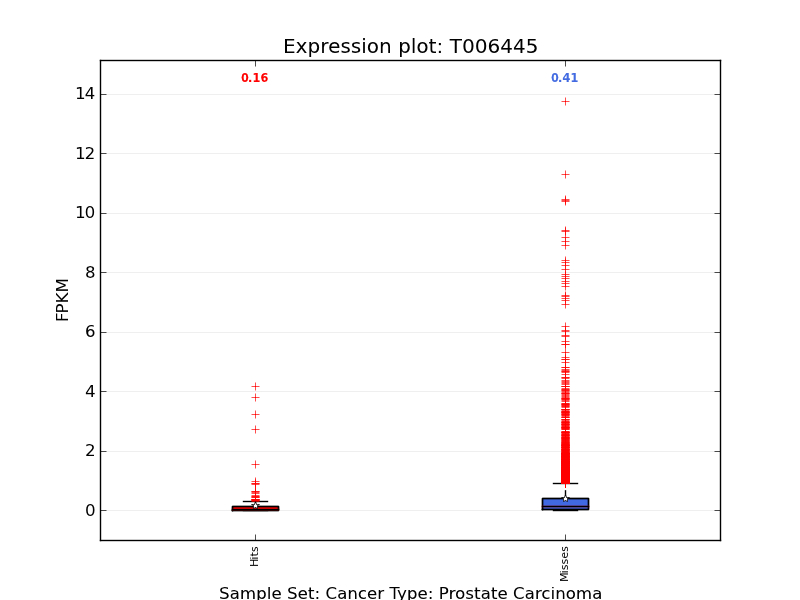 Expression plot: T006445
0.16
0.41
14
12
10
8
6
4
2
0
FPKM
Hits
Misses
Sample Set: Cancer Type: Prostate Carcinoma